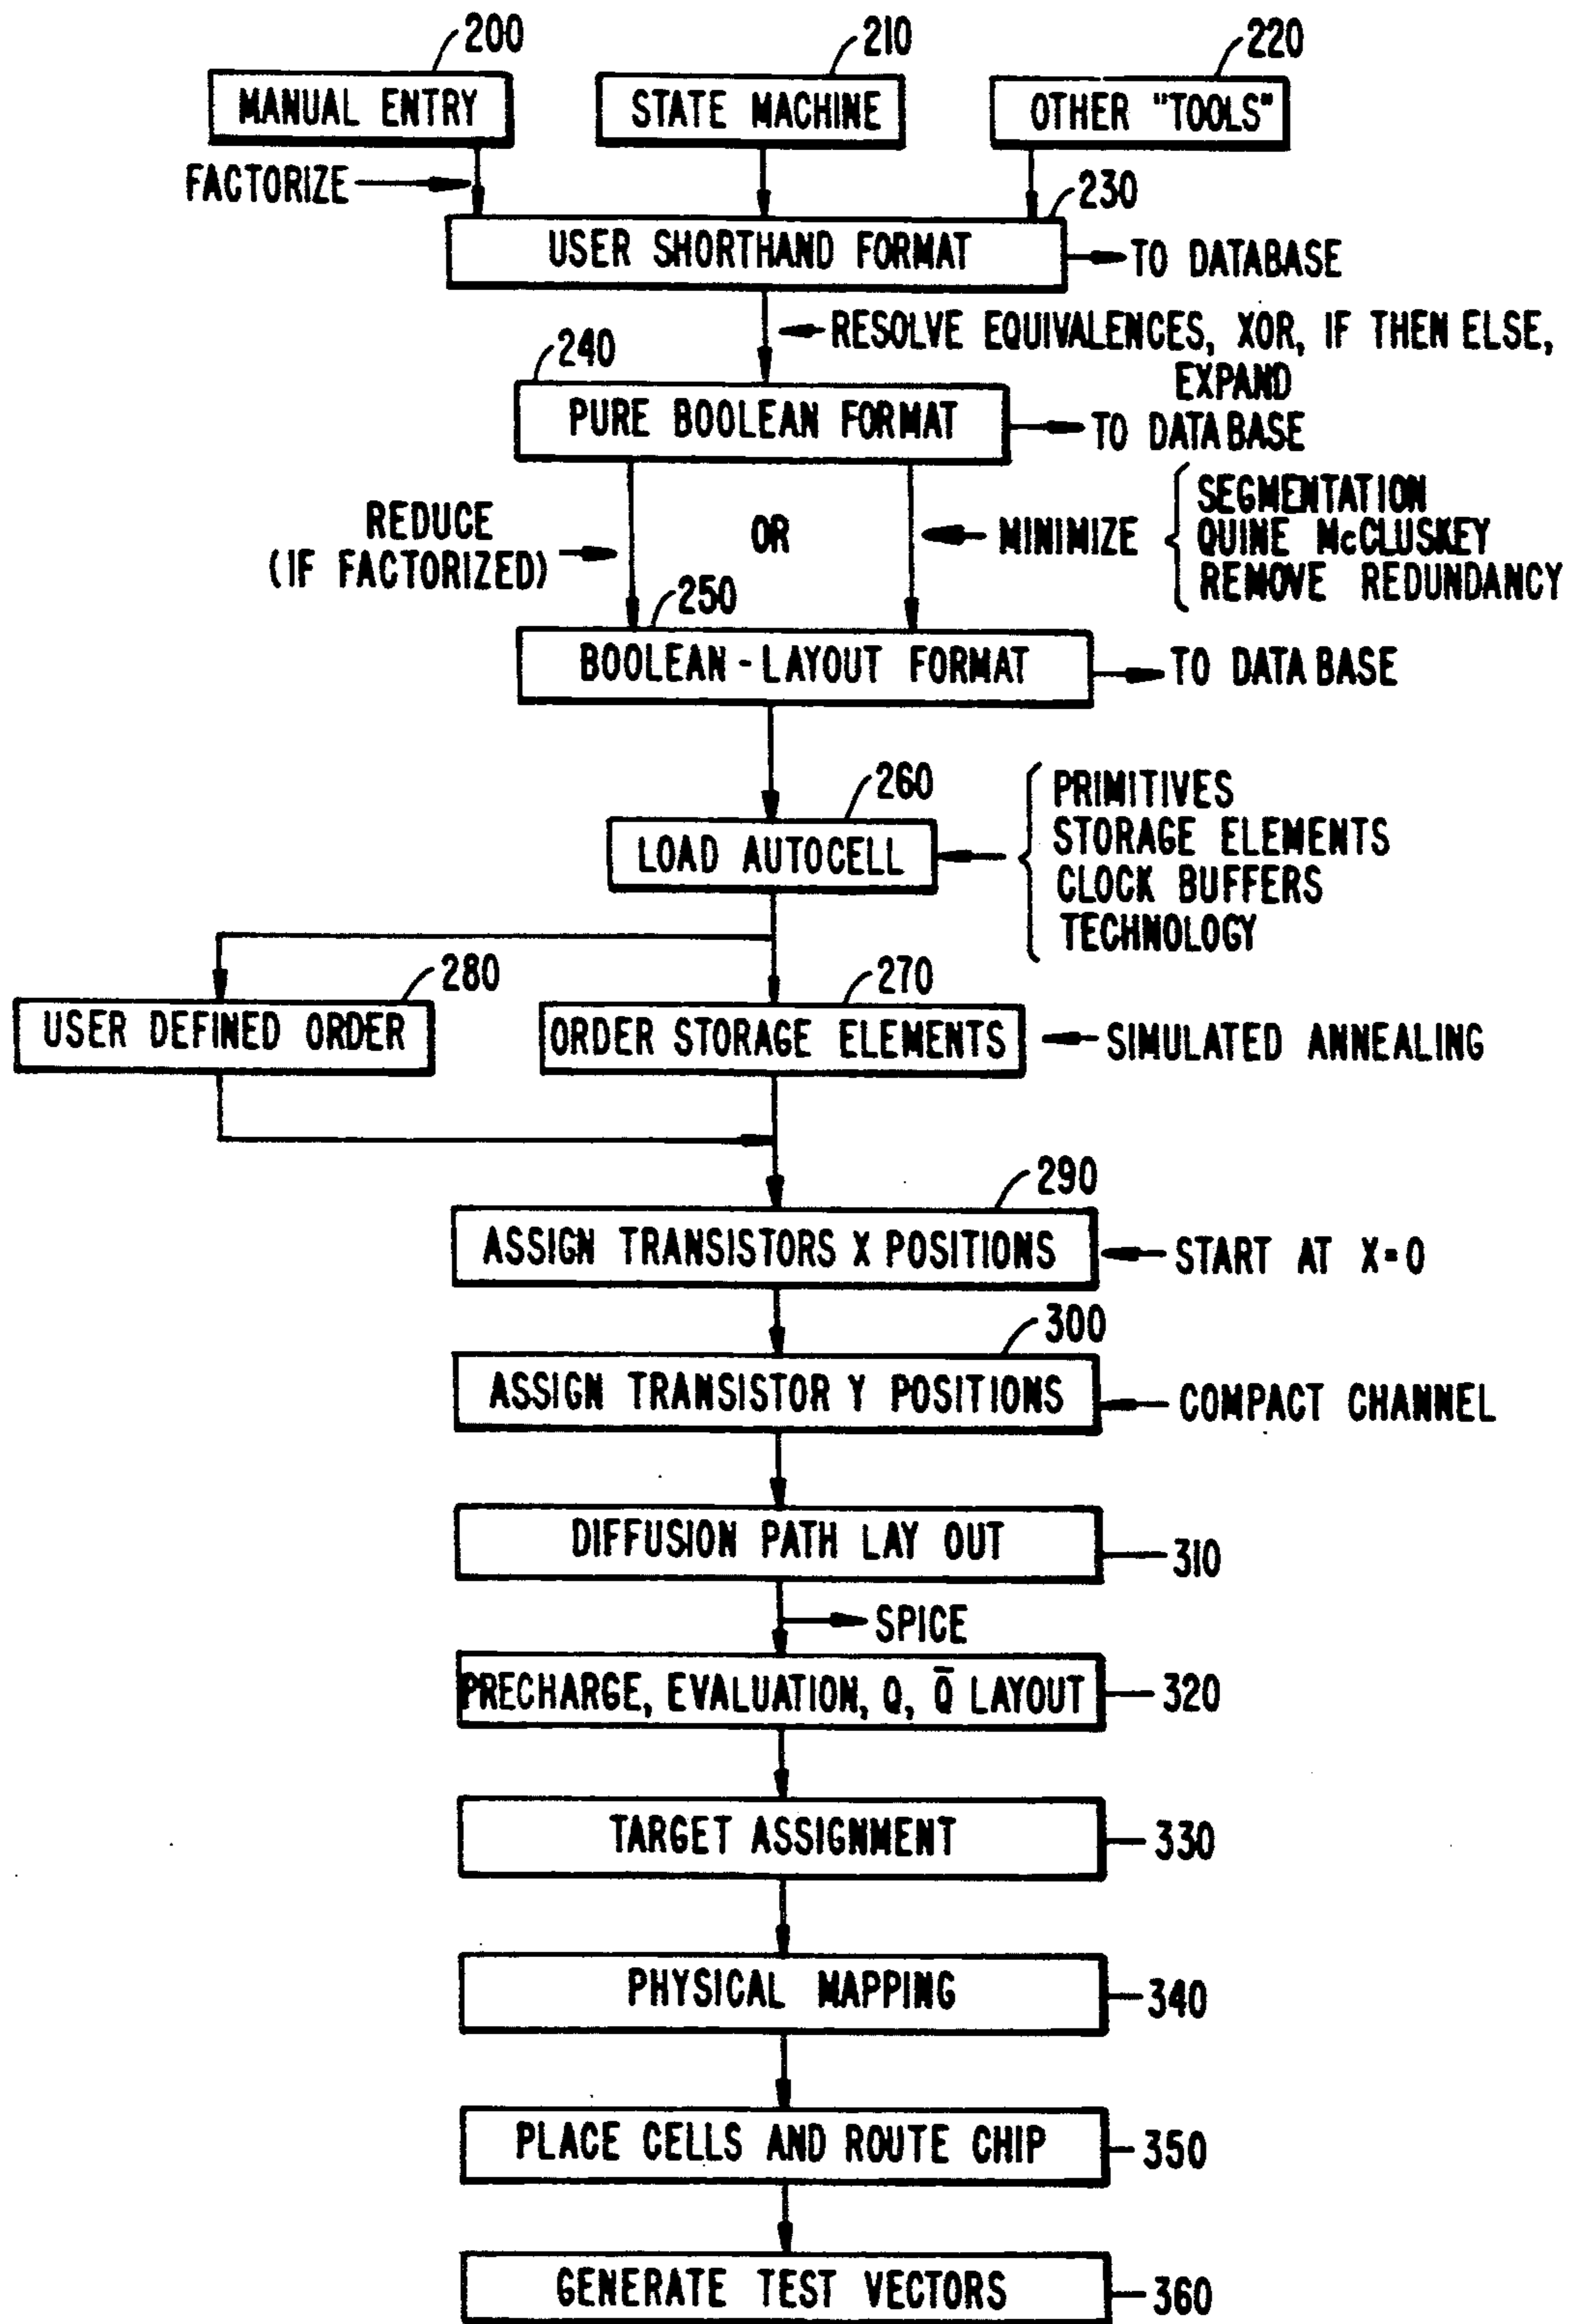 200
210
220
MANUAL ENTRY
STATE MACHINE
OTHER "TOOLS"
FACTORIZE
230
USER SHORTHAND FORMAT
TO DATABASE
RESOLVE EQUIVALENCES, XOR, IF THEN ELSE,
EXPAND
240
PURE BOOLEAN FORMAT
TO DATABASE
REDUCE
(IF FACTORIZED)
OR
MINIMIZE
SEGMENTATION
QUINE McCLUSKEY
REMOVE REDUNDANCY
250
BOOLEAN-LAYOUT FORMAT
TO DATABASE
260
LOAD AUTOCELL
PRIMITIVES
STORAGE ELEMENTS
CLOCK BUFFERS
TECHNOLOGY
280
270
USER DEFINED ORDER
ORDER STORAGE ELEMENTS
SIMULATED ANNEALING
290
ASSIGN TRANSISTORS X POSITIONS
START AT X=0
300
ASSIGN TRANSISTOR Y POSITIONS
COMPACT CHANNEL
DIFFUSION PATH LAY OUT
310
SPICE
PRECHARGE, EVALUATION, Q, Q̅ LAYOUT
320
TARGET ASSIGNMENT
330
PHYSICAL MAPPING
340
PLACE CELLS AND ROUTE CHIP
350
GENERATE TEST VECTORS
360